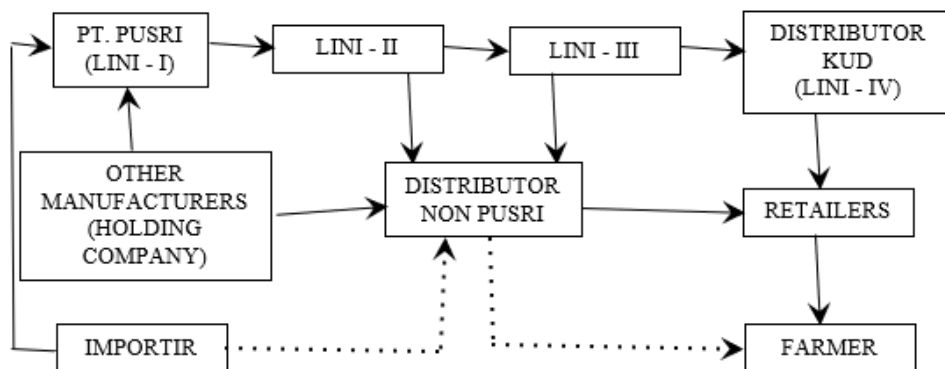 PT. PUSRI
(LINI - I)
LINI - II
LINI - III
DISTRIBUTOR
KUD
(LINI - IV)
OTHER
MANUFACTURERS
(HOLDING
COMPANY)
DISTRIBUTOR
NON PUSRI
RETAILERS
IMPORTIR
FARMER